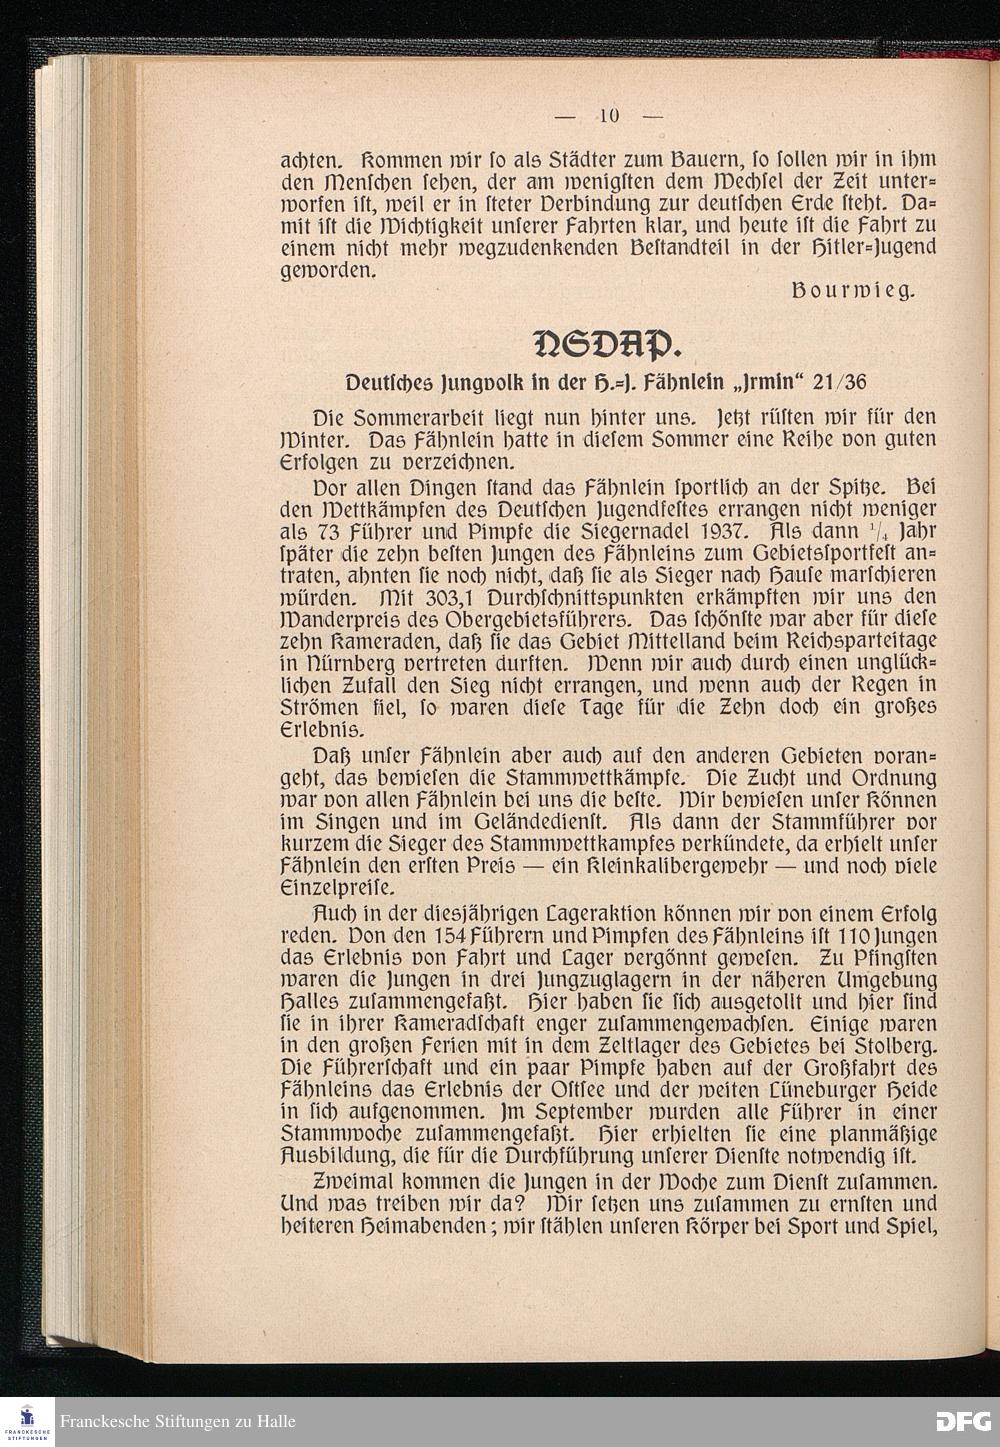 — 10 —
achten. Kommen wir so als Städter zum Bauern, so sollen wir in ihm
den Menschen sehen, der am wenigsten dem Wechsel der Zeit unter-
worfen ist, weil er in steter Verbindung zur deutschen Erde steht. Da-
mit ist die Wichtigkeit unserer Fahrten klar, und heute ist die Fahrt zu
einem nicht mehr wegzudenkenden Bestandteil in der Hitler-Jugend
geworden.
Bourwieg.
NSDAP.
Deutsches Jungvolk in der H.-J. Fähnlein „Irmin“ 21/36
Die Sommerarbeit liegt nun hinter uns. Jetzt rüsten wir für den
Winter. Das Fähnlein hatte in diesem Sommer eine Reihe von guten
Erfolgen zu verzeichnen.
Vor allen Dingen stand das Fähnlein sportlich an der Spitze. Bei
den Wettkämpfen des Deutschen Jugendfestes errangen nicht weniger
als 73 Führer und Pimpfe die Siegernadel 1937. Als dann 1/4 Jahr
später die zehn besten Jungen des Fähnleins zum Gebietssportfest an-
traten, ahnten sie noch nicht, daß sie als Sieger nach Hause marschieren
würden. Mit 303,1 Durchschnittspunkten erkämpften wir uns den
Wanderpreis des Obergebietsführers. Das schönste war aber für diese
zehn Kameraden, daß sie das Gebiet Mittelland beim Reichsparteitage
in Nürnberg vertreten durften. Wenn wir auch durch einen unglück-
lichen Zufall den Sieg nicht errangen, und wenn auch der Regen in
Strömen fiel, so waren diese Tage für die Zehn doch ein großes
Erlebnis.
Daß unser Fähnlein aber auch auf den anderen Gebieten voran-
geht, das bewiesen die Stammwettkämpfe. Die Zucht und Ordnung
war von allen Fähnlein bei uns die beste. Wir bewiesen unser Können
im Singen und im Geländedienst. Als dann der Stammführer vor
kurzem die Sieger des Stammwettkampfes verkündete, da erhielt unser
Fähnlein den ersten Preis — ein Kleinkalibergewehr — und noch viele
Einzelpreise.
Auch in der diesjährigen Lageraktion können wir von einem Erfolg
reden. Von den 154 Führern und Pimpfen des Fähnleins ist 110 Jungen
das Erlebnis von Fahrt und Lager vergönnt gewesen. Zu Pfingsten
waren die Jungen in drei Jungzuglagern in der näheren Umgebung
Halles zusammengefaßt. Hier haben sie sich ausgetollt und hier sind
sie in ihrer Kameradschaft enger zusammengewachsen. Einige waren
in den großen Ferien mit in dem Zeltlager des Gebietes bei Stolberg.
Die Führerschaft und ein paar Pimpfe haben auf der Großfahrt des
Fähnleins das Erlebnis der Ostsee und der weiten Lüneburger Heide
in sich aufgenommen. Im September wurden alle Führer in einer
Stammwoche zusammengefaßt. Hier erhielten sie eine planmäßige
Ausbildung, die für die Durchführung unserer Dienste notwendig ist.
Zweimal kommen die Jungen in der Woche zum Dienst zusammen.
Und was treiben wir da? Wir setzen uns zusammen zu ernsten und
heiteren Heimabenden; wir stählen unseren Körper bei Sport und Spiel,
FRANCKESCHE
STIFTUNGEN
Franckesche Stiftungen zu Halle
DFG